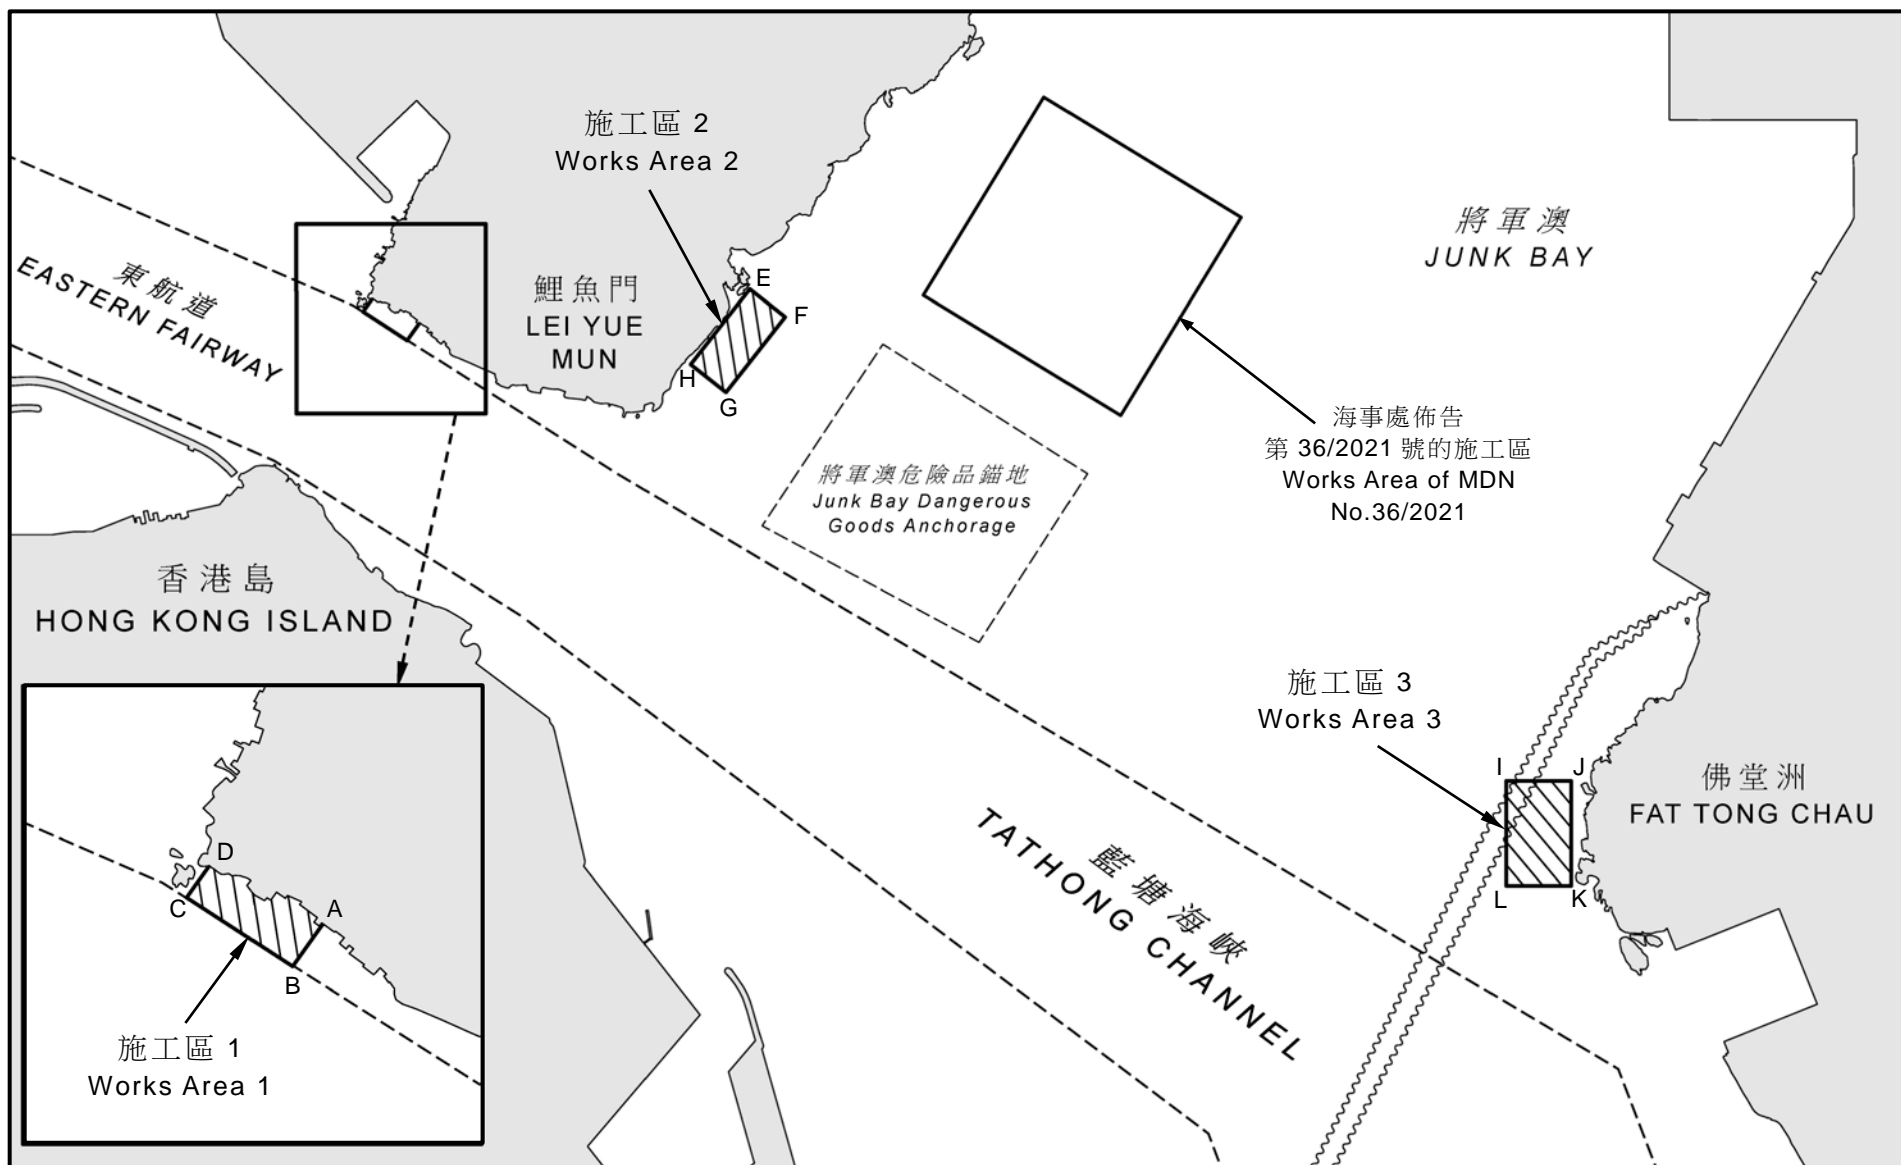 施工區 2
Works Area 2
將軍澳
JUNK BAY
東航道
EASTERN FAIRWAY
鯉魚門
LEI YUE
MUN
E
F
H
G
海事處佈告
第 36/2021 號的施工區
Works Area of MDN
No.36/2021
將軍澳危險品錨地
Junk Bay Dangerous
Goods Anchorage
香港島
HONG KONG ISLAND
施工區 3
Works Area 3
I
J
佛堂洲
FAT TONG CHAU
L
K
藍塘海峽
TATHONG CHANNEL
D
C
A
B
施工區 1
Works Area 1